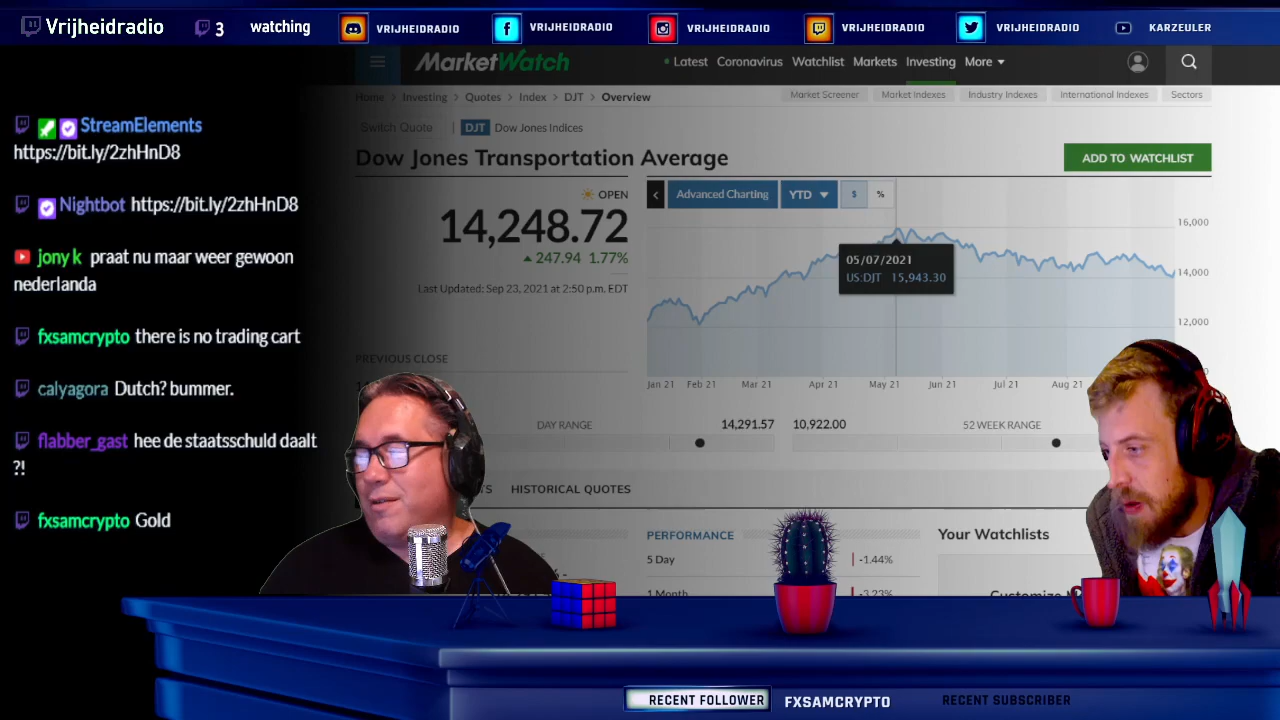 Vrijheidradio
3
watching
VRIJHEIDRADIO
VRIJHEIDRADIO
VRIJHEIDRADIO
VRIJHEIDRADIO
VRIJHEIDRADIO
KARZEULER
MarketWatch
Latest Coronavirus Watchlist Markets Investing More
Home Investing Quotes Index DJT Overview
Market Screener Market Indexes Industry Indexes International Indexes Sectors
Switch Quote
DJT Dow Jones Indices
Dow Jones Transportation Average
ADD TO WATCHLIST
OPEN
14,248.72
247.94 1.77%
Last Updated: Sep 23, 2021 at 2:50 p.m. EDT
PREVIOUS CLOSE
Advanced Charting YTD $ %
05/07/2021
US:DJT 15,943.30
16,000
14,000
12,000
Jan 21 Feb 21 Mar 21 Apr 21 May 21 Jun 21 Jul 21 Aug 21
DAY RANGE 14,291.57
10,922.00 52 WEEK RANGE
HISTORICAL QUOTES
PERFORMANCE
5 Day -1.44%
1 Month -3.23%
Your Watchlists
StreamElements
https://bit.ly/2zhHnD8
Nightbot https://bit.ly/2zhHnD8
jony k praat nu maar weer gewoon
nederlanda
fxsamcrypto there is no trading cart
calyagora Dutch? bummer.
flabber_gast hee de staatsschuld daalt
?!
fxsamcrypto Gold
RECENT FOLLOWER FXSAMCRYPTO RECENT SUBSCRIBER